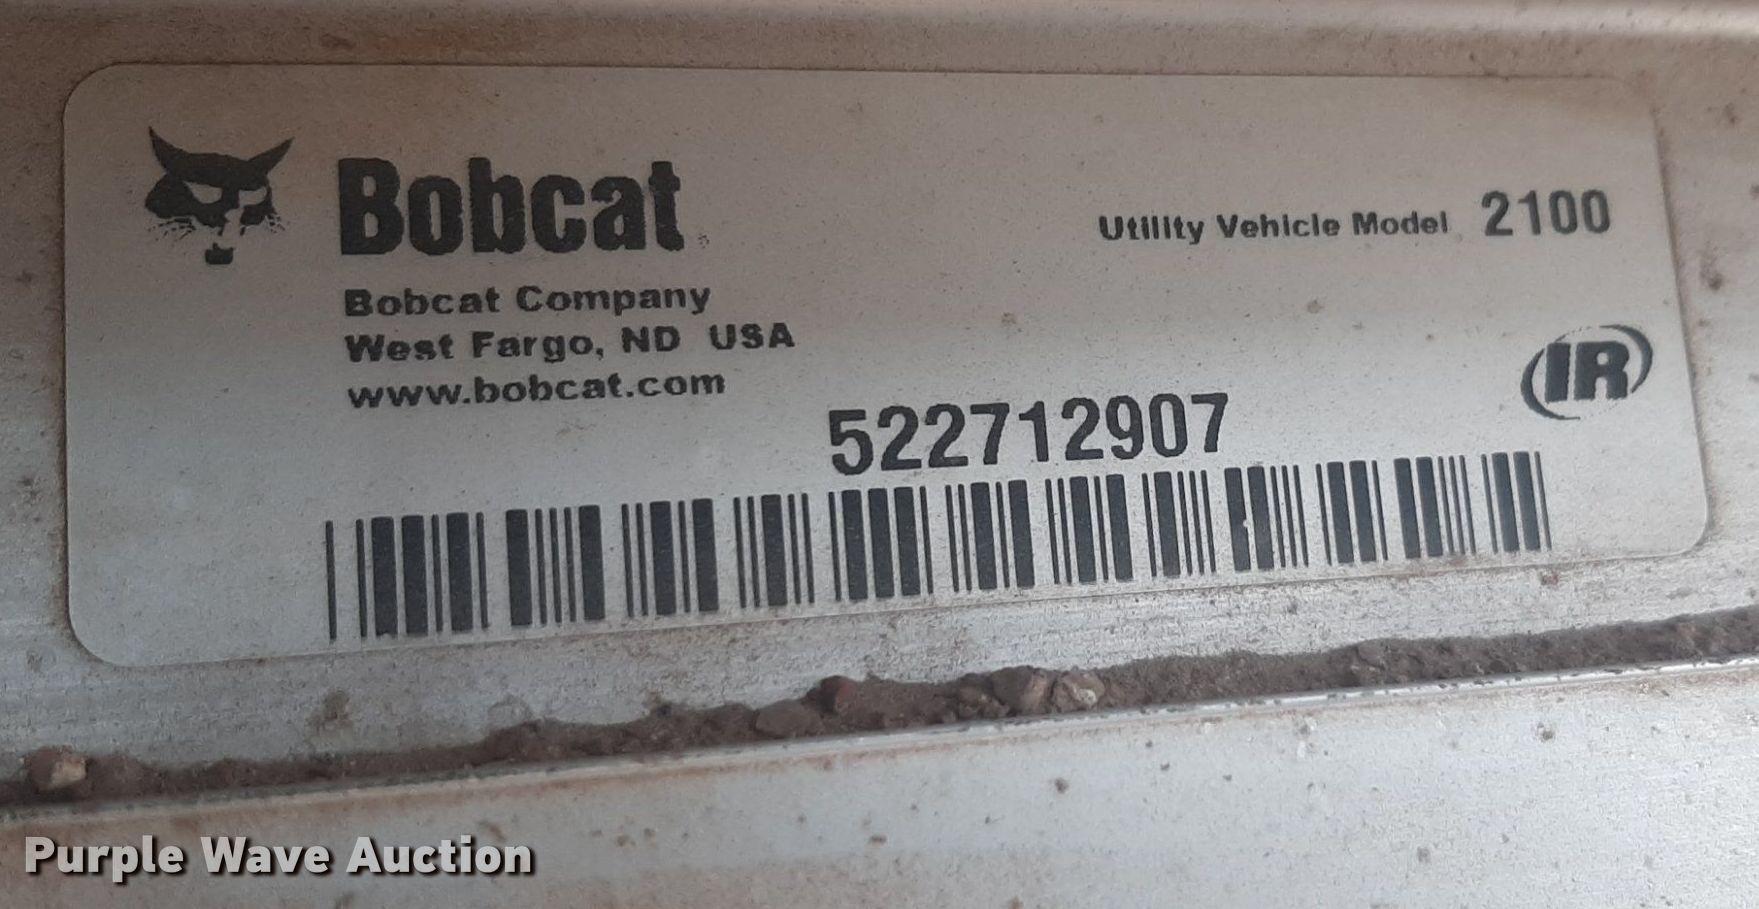 Bobcat
Utility Vehicle Model 2100
Bobcat Company
West Fargo, ND USA
www.bobcat.com
IR
522712907
Purple Wave Auction